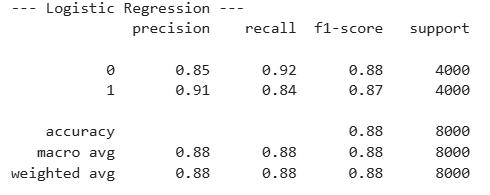 --- Logistic Regression ---
precision recall f1-score support
0 0.85 0.92 0.88 4000
1 0.91 0.84 0.87 4000
accuracy 0.88 8000
macro avg 0.88 0.88 0.88 8000
weighted avg 0.88 0.88 0.88 8000